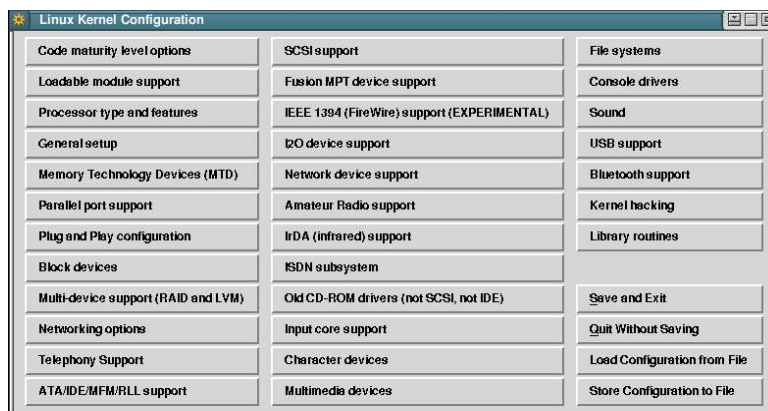 Linux Kernel Configuration
Code maturity level options
Loadable module support
Processor type and features
General setup
Memory Technology Devices (MTD)
Parallel port support
Plug and Play configuration
Block devices
Multi-device support (RAID and LVM)
Networking options
Telephony Support
ATA/IDE/MFM/RLL support
SCSI support
Fusion MPT device support
IEEE 1394 (FireWire) support (EXPERIMENTAL)
I2O device support
Network device support
Amateur Radio support
IrDA (infrared) support
ISDN subsystem
Old CD-ROM drivers (not SCSI, not IDE)
Input core support
Character devices
Multimedia devices
File systems
Console drivers
Sound
USB support
Bluetooth support
Kernel hacking
Library routines
Save and Exit
Quit Without Saving
Load Configuration from File
Store Configuration to File